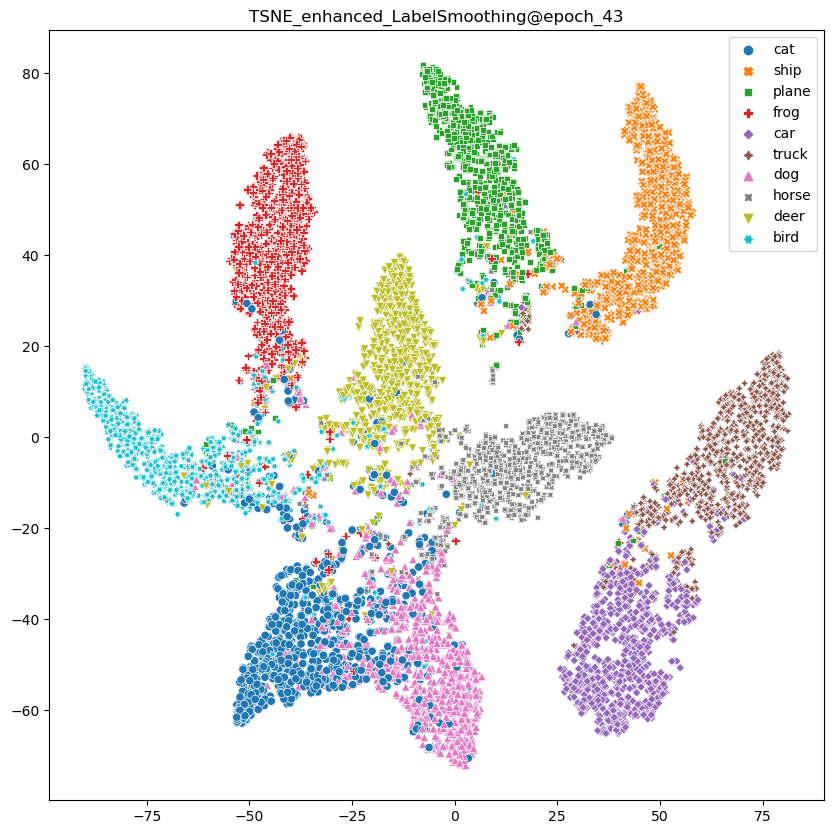 TSNE_enhanced_LabelSmoothing@epoch_43
cat
ship
plane
frog
car
truck
dog
horse
deer
bird
80
60
40
20
0
−20
−40
−60
−75
−50
−25
0
25
50
75